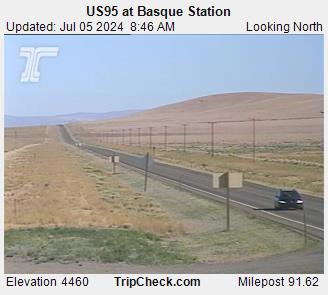 US95 at Basque Station
Updated: Jul 05 2024 8:46 AM Looking North
Elevation 4460 TripCheck.com Milepost 91.62